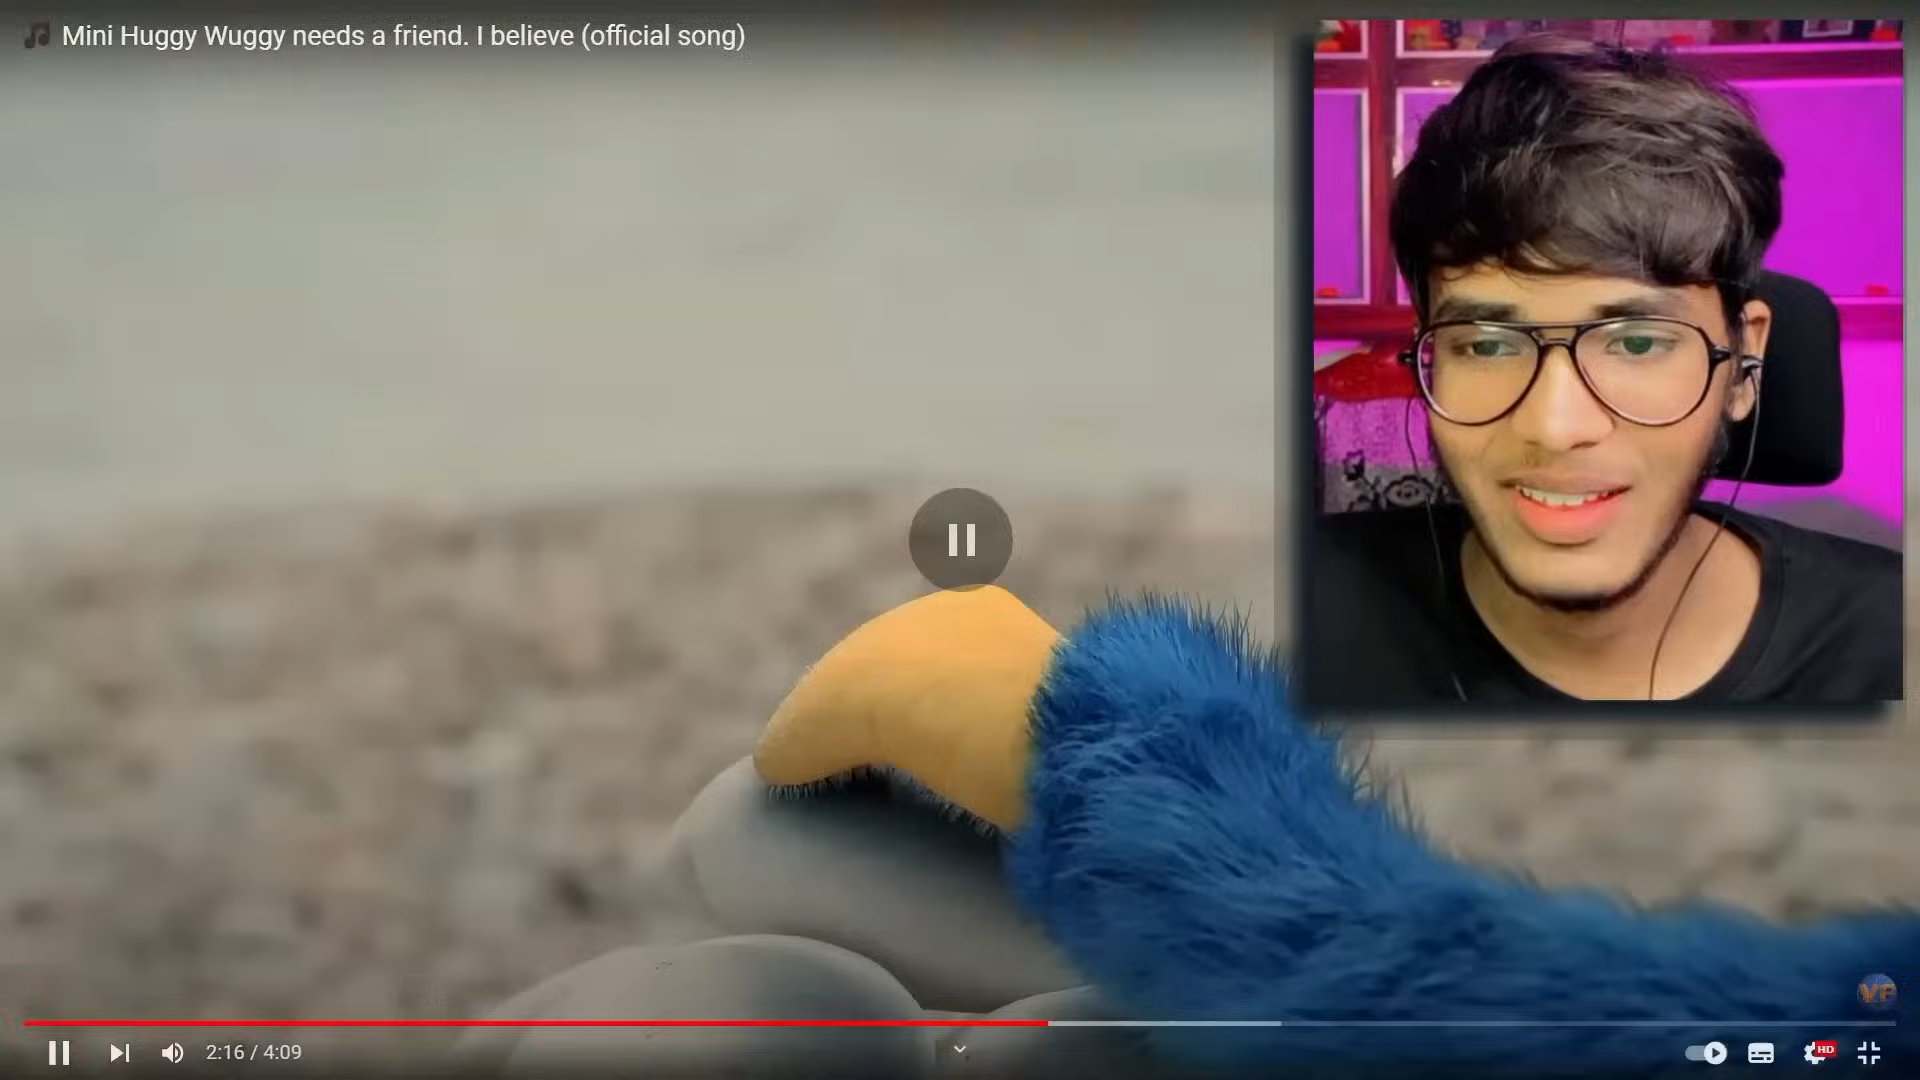 Mini Huggy Wuggy needs a friend. I believe (official song)
VF
2:16 / 4:09
HD